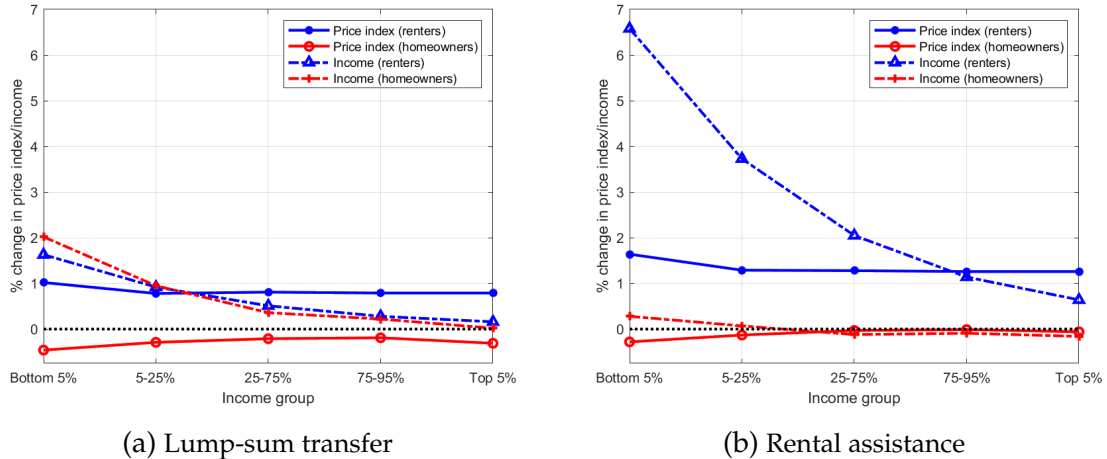 7
6
5
4
3
2
1
0
% change in price index/income
Price index (renters)
Price index (homeowners)
Income (renters)
Income (homeowners)
Bottom 5% 5-25% 25-75% 75-95% Top 5%
Income group
(a) Lump-sum transfer
7
6
5
4
3
2
1
0
% change in price index/income
Price index (renters)
Price index (homeowners)
Income (renters)
Income (homeowners)
Bottom 5% 5-25% 25-75% 75-95% Top 5%
Income group
(b) Rental assistance